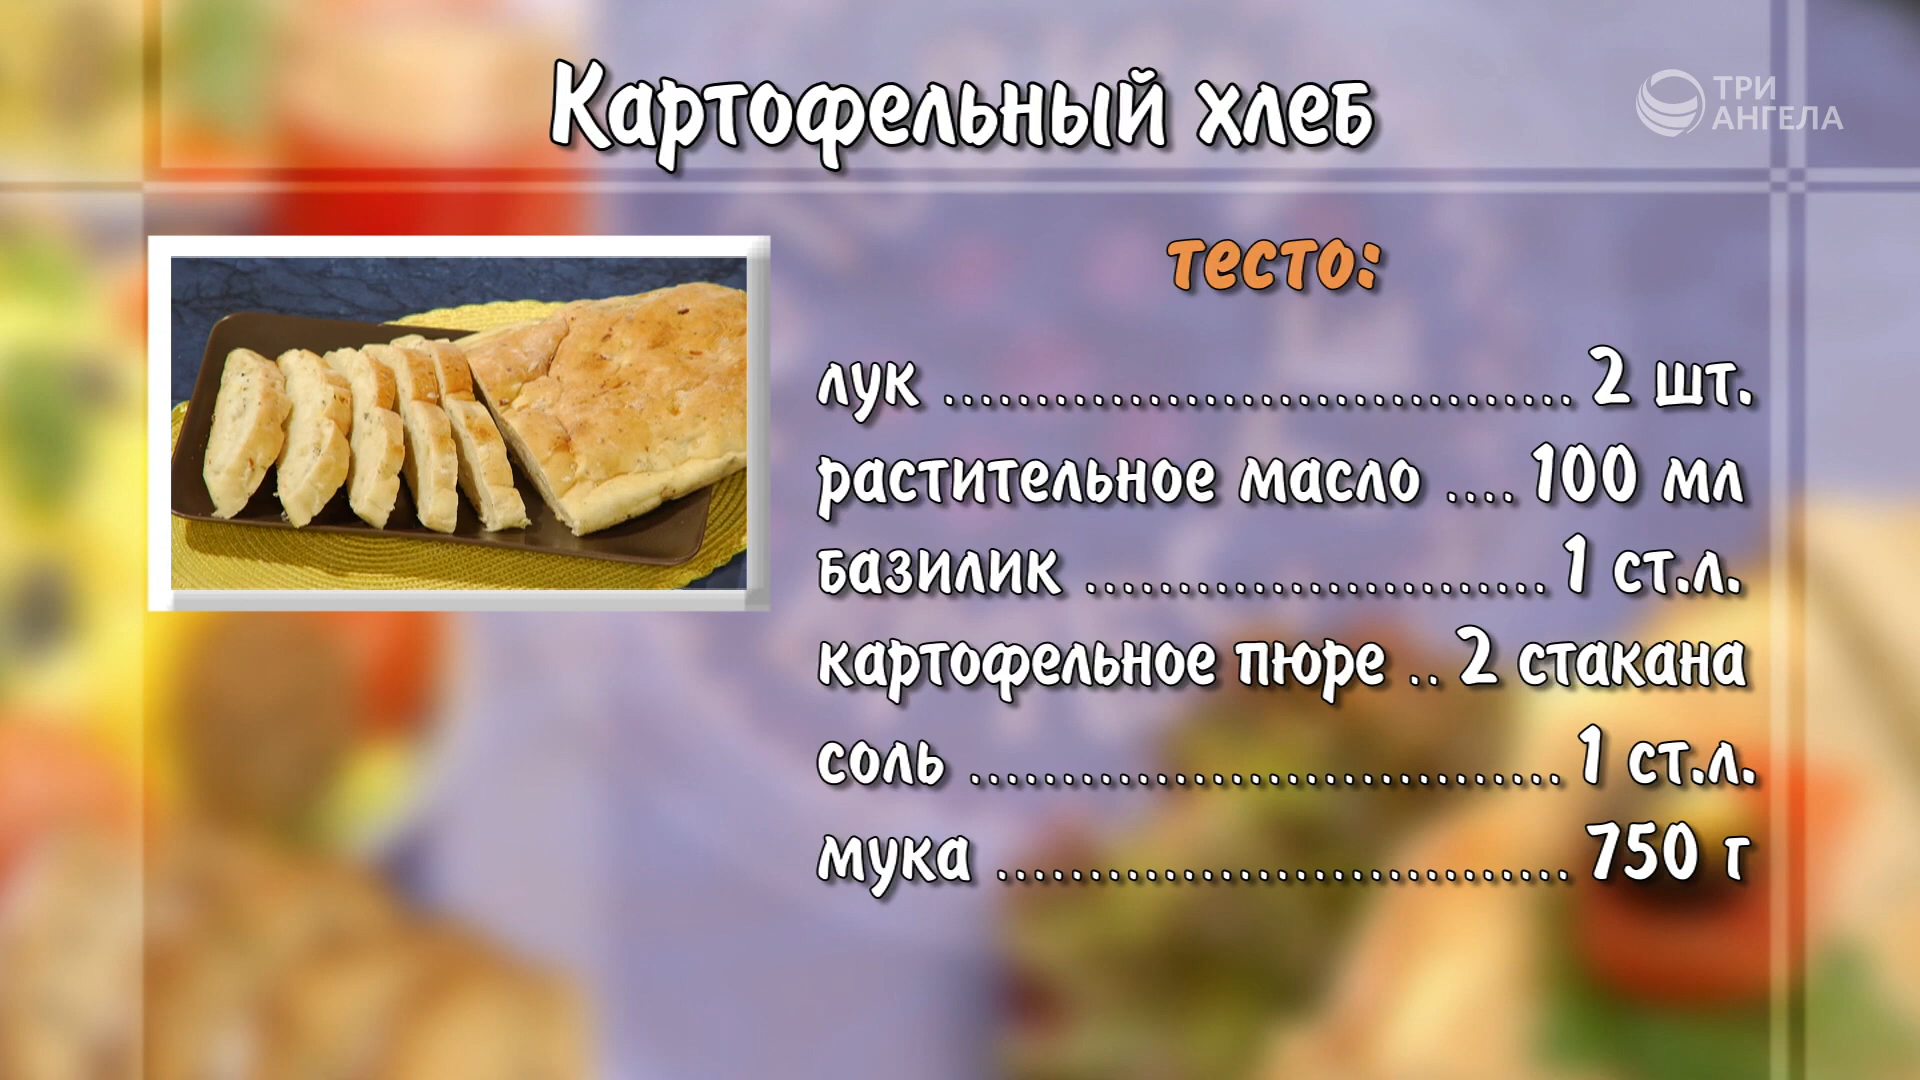 Картофельный хлеб
ТРИ
АНГЕЛА
тесто:
лук .................................. 2 шт.
растительное масло .... 100 мл
базилик ......................... 1 ст.л.
картофельное пюре .. 2 стакана
соль ................................ 1 ст.л.
мука ............................... 750 г